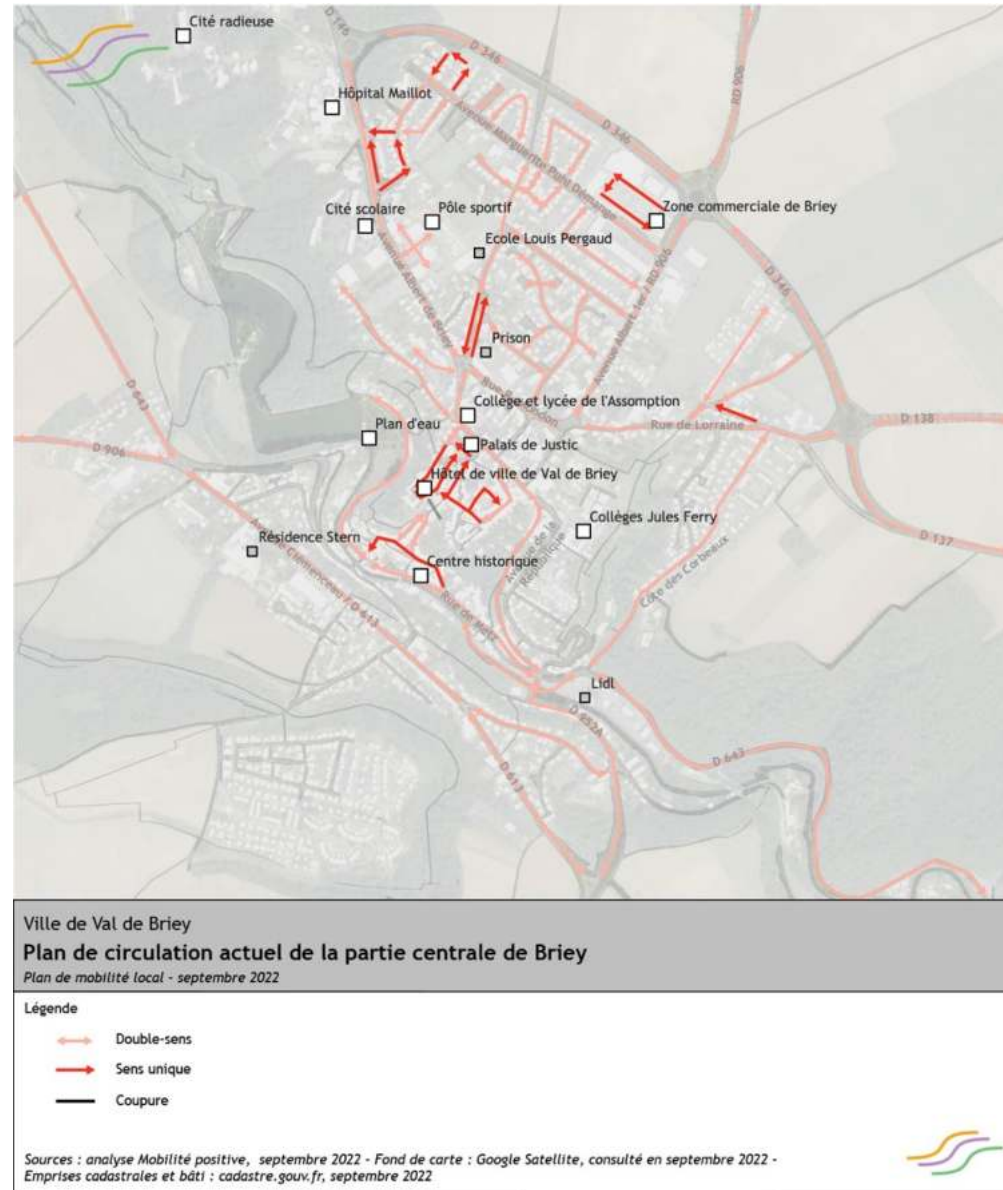 Cité radieuse
D 146
D 346
Hôpital Maillot
Avenue Marguerite Puhl Demange
D 346
RD 906
Cité scolaire
Pôle sportif
Zone commerciale de Briey
Ecole Louis Pergaud
Avenue Albert de Briey
Avenue Albert 1er / RD 906
D 346
Prison
D 643
Collège et lycée de l'Assomption
Rue de Lorraine
D 138
Plan d'eau
Palais de Justic
D 906
Hôtel de ville de Val de Briey
Collèges Jules Ferry
D 137
Résidence Stern
Avenue de la
République
Côte des Corbeaux
Centre historique
Avenue Clémenceau / D 613
Rue de Metz
Lidl
D 652A
D 643
D 613
Ville de Val de Briey
Plan de circulation actuel de la partie centrale de Briey
Plan de mobilité local - septembre 2022
Légende
Double-sens
Sens unique
Coupure
Sources : analyse Mobilité positive, septembre 2022 - Fond de carte : Google Satellite, consulté en septembre 2022 -
Emprises cadastrales et bâti : cadastre.gouv.fr, septembre 2022